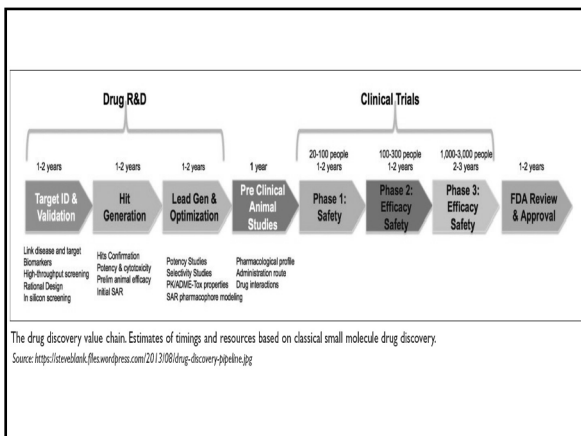 Drug R&D
Clinical Trials
20-100 people
100-300 people
1,000-3,000 people
1-2 years
1-2 years
1-2 years
1 year
1-2 years
1-2 years
2-3 years
1-2 years
Target ID &
Validation
Hit
Generation
Lead Gen &
Optimization
Pre Clinical
Animal
Studies
Phase 1:
Safety
Phase 2:
Efficacy
Safety
Phase 3:
Efficacy
Safety
FDA Review
& Approval
Link disease and target
Biomarkers
High-throughput screening
Rational Design
In silicon screening
Hits Confirmation
Potency & cytotoxicity
Prelim animal efficacy
Initial SAR
Potency Studies
Selectivity Studies
PK/ADME-Tox properties
SAR pharmacophore modeling
Pharmacological profile
Administration route
Drug interactions
The drug discovery value chain. Estimates of timings and resources based on classical small molecule drug discovery.
Source: https://steveblank.files.wordpress.com/2013/08/drug-discovery-pipeline.jpg